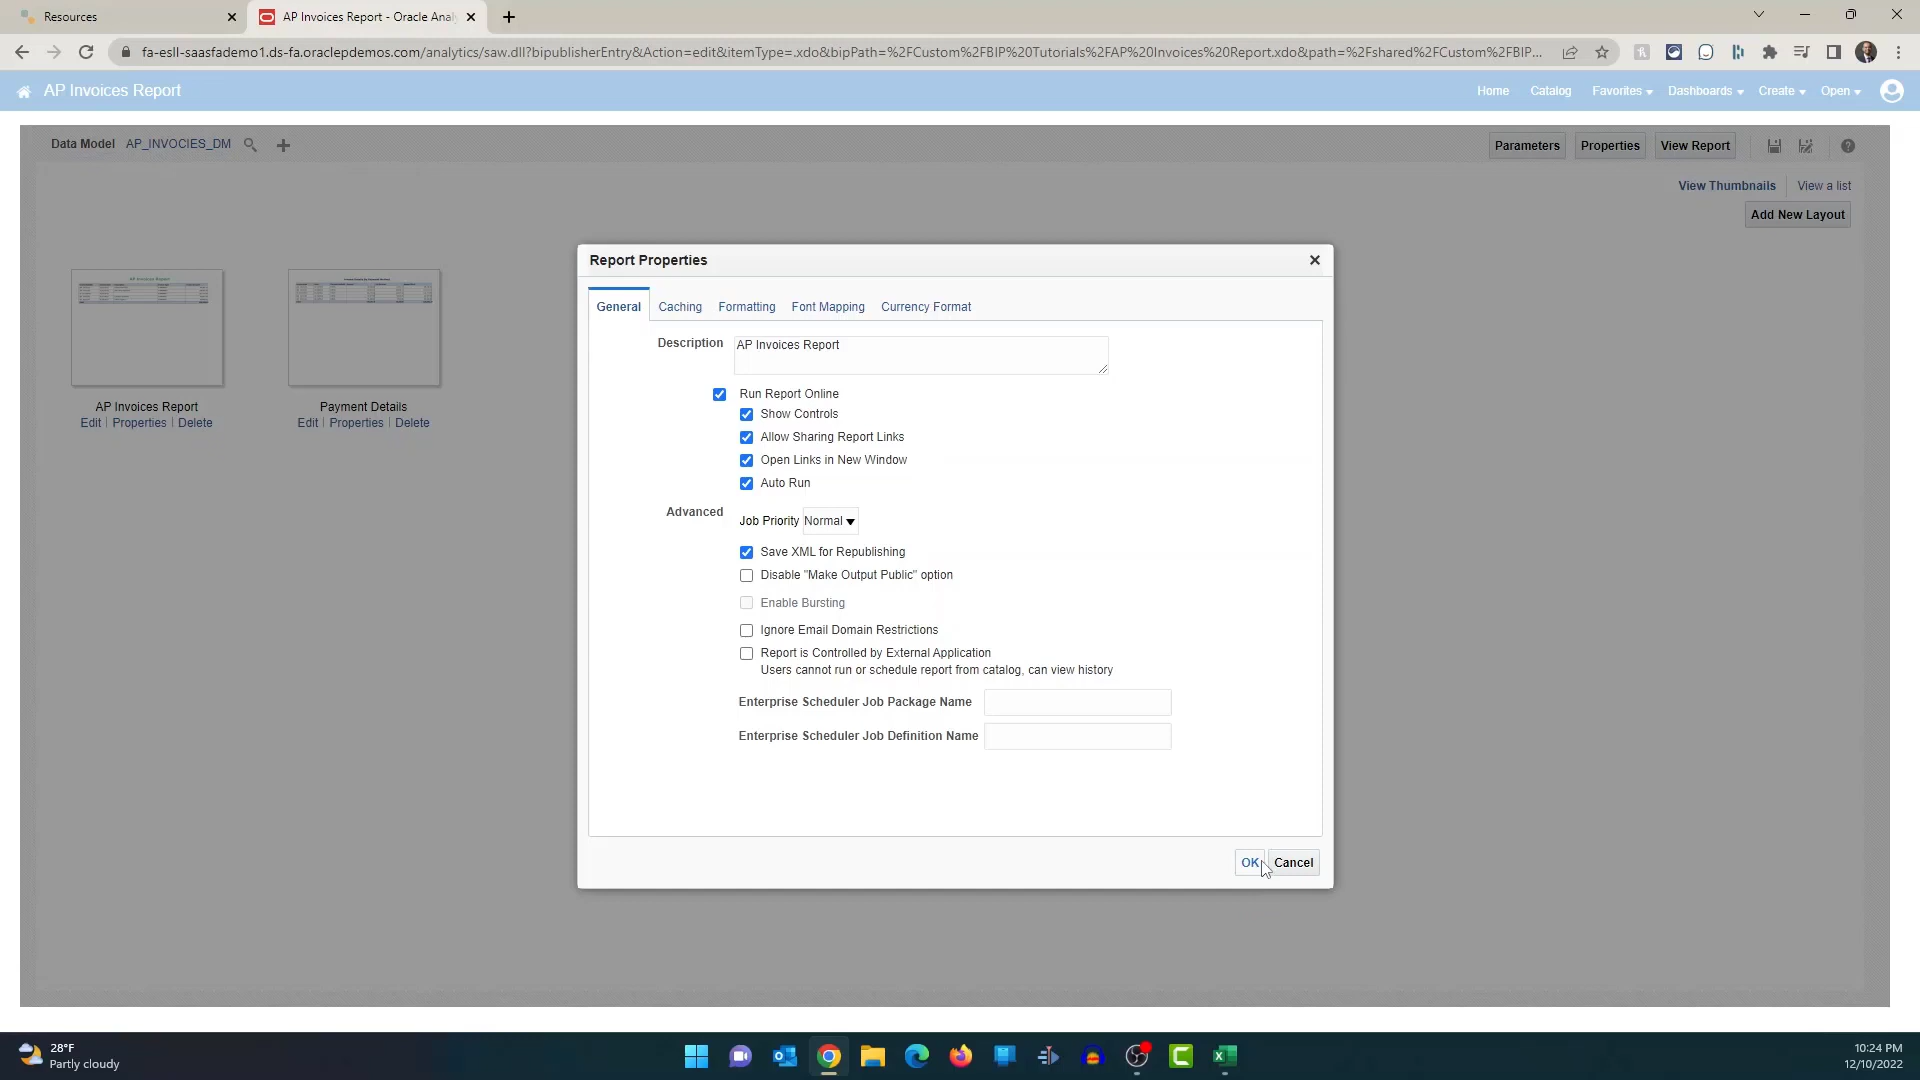 Resources
AP Invoices Report - Oracle Anal
fa-esll-saasfademo1.ds-fa.oraclepdemos.com/analytics/saw.dll?bipublisherEntry&Action=edit&itemType=.xdo&bipPath=%2FCustom%2FBIP%20Tutorials%2FAP%20Invoices%20Report.xdo&path=%2Fshared%2FCustom%2FBIP...
AP Invoices Report
Home
Catalog
Favorites
Dashboards
Create
Open
Data Model AP_INVOCIES_DM
Parameters
Properties
View Report
View Thumbnails
View a list
Add New Layout
Report Properties
General
Caching
Formatting
Font Mapping
Currency Format
Description
AP Invoices Report
Run Report Online
Show Controls
Allow Sharing Report Links
Open Links in New Window
Auto Run
Advanced
Job Priority Normal
Save XML for Republishing
Disable "Make Output Public" option
Enable Bursting
Ignore Email Domain Restrictions
Report is Controlled by External Application
Users cannot run or schedule report from catalog, can view history
Enterprise Scheduler Job Package Name
Enterprise Scheduler Job Definition Name
OK
Cancel
AP Invoices Report
AP Invoices Report
Edit | Properties | Delete
Payment Details
Edit | Properties | Delete
28°F
Partly cloudy
10:24 PM
12/10/2022